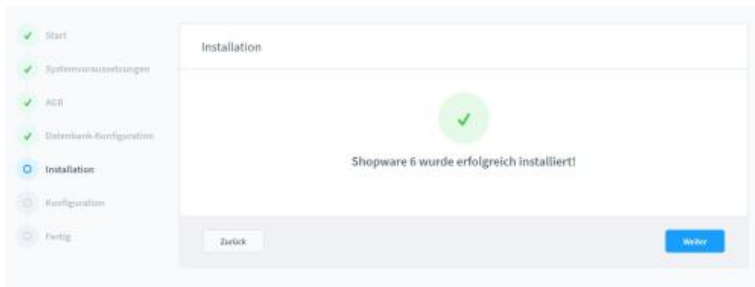 Start
Systemvoraussetzungen
AGB
Datenbank-Konfiguration
Installation
Konfiguration
Fertig
Installation
Shopware 6 wurde erfolgreich installiert!
Zurück
Weiter